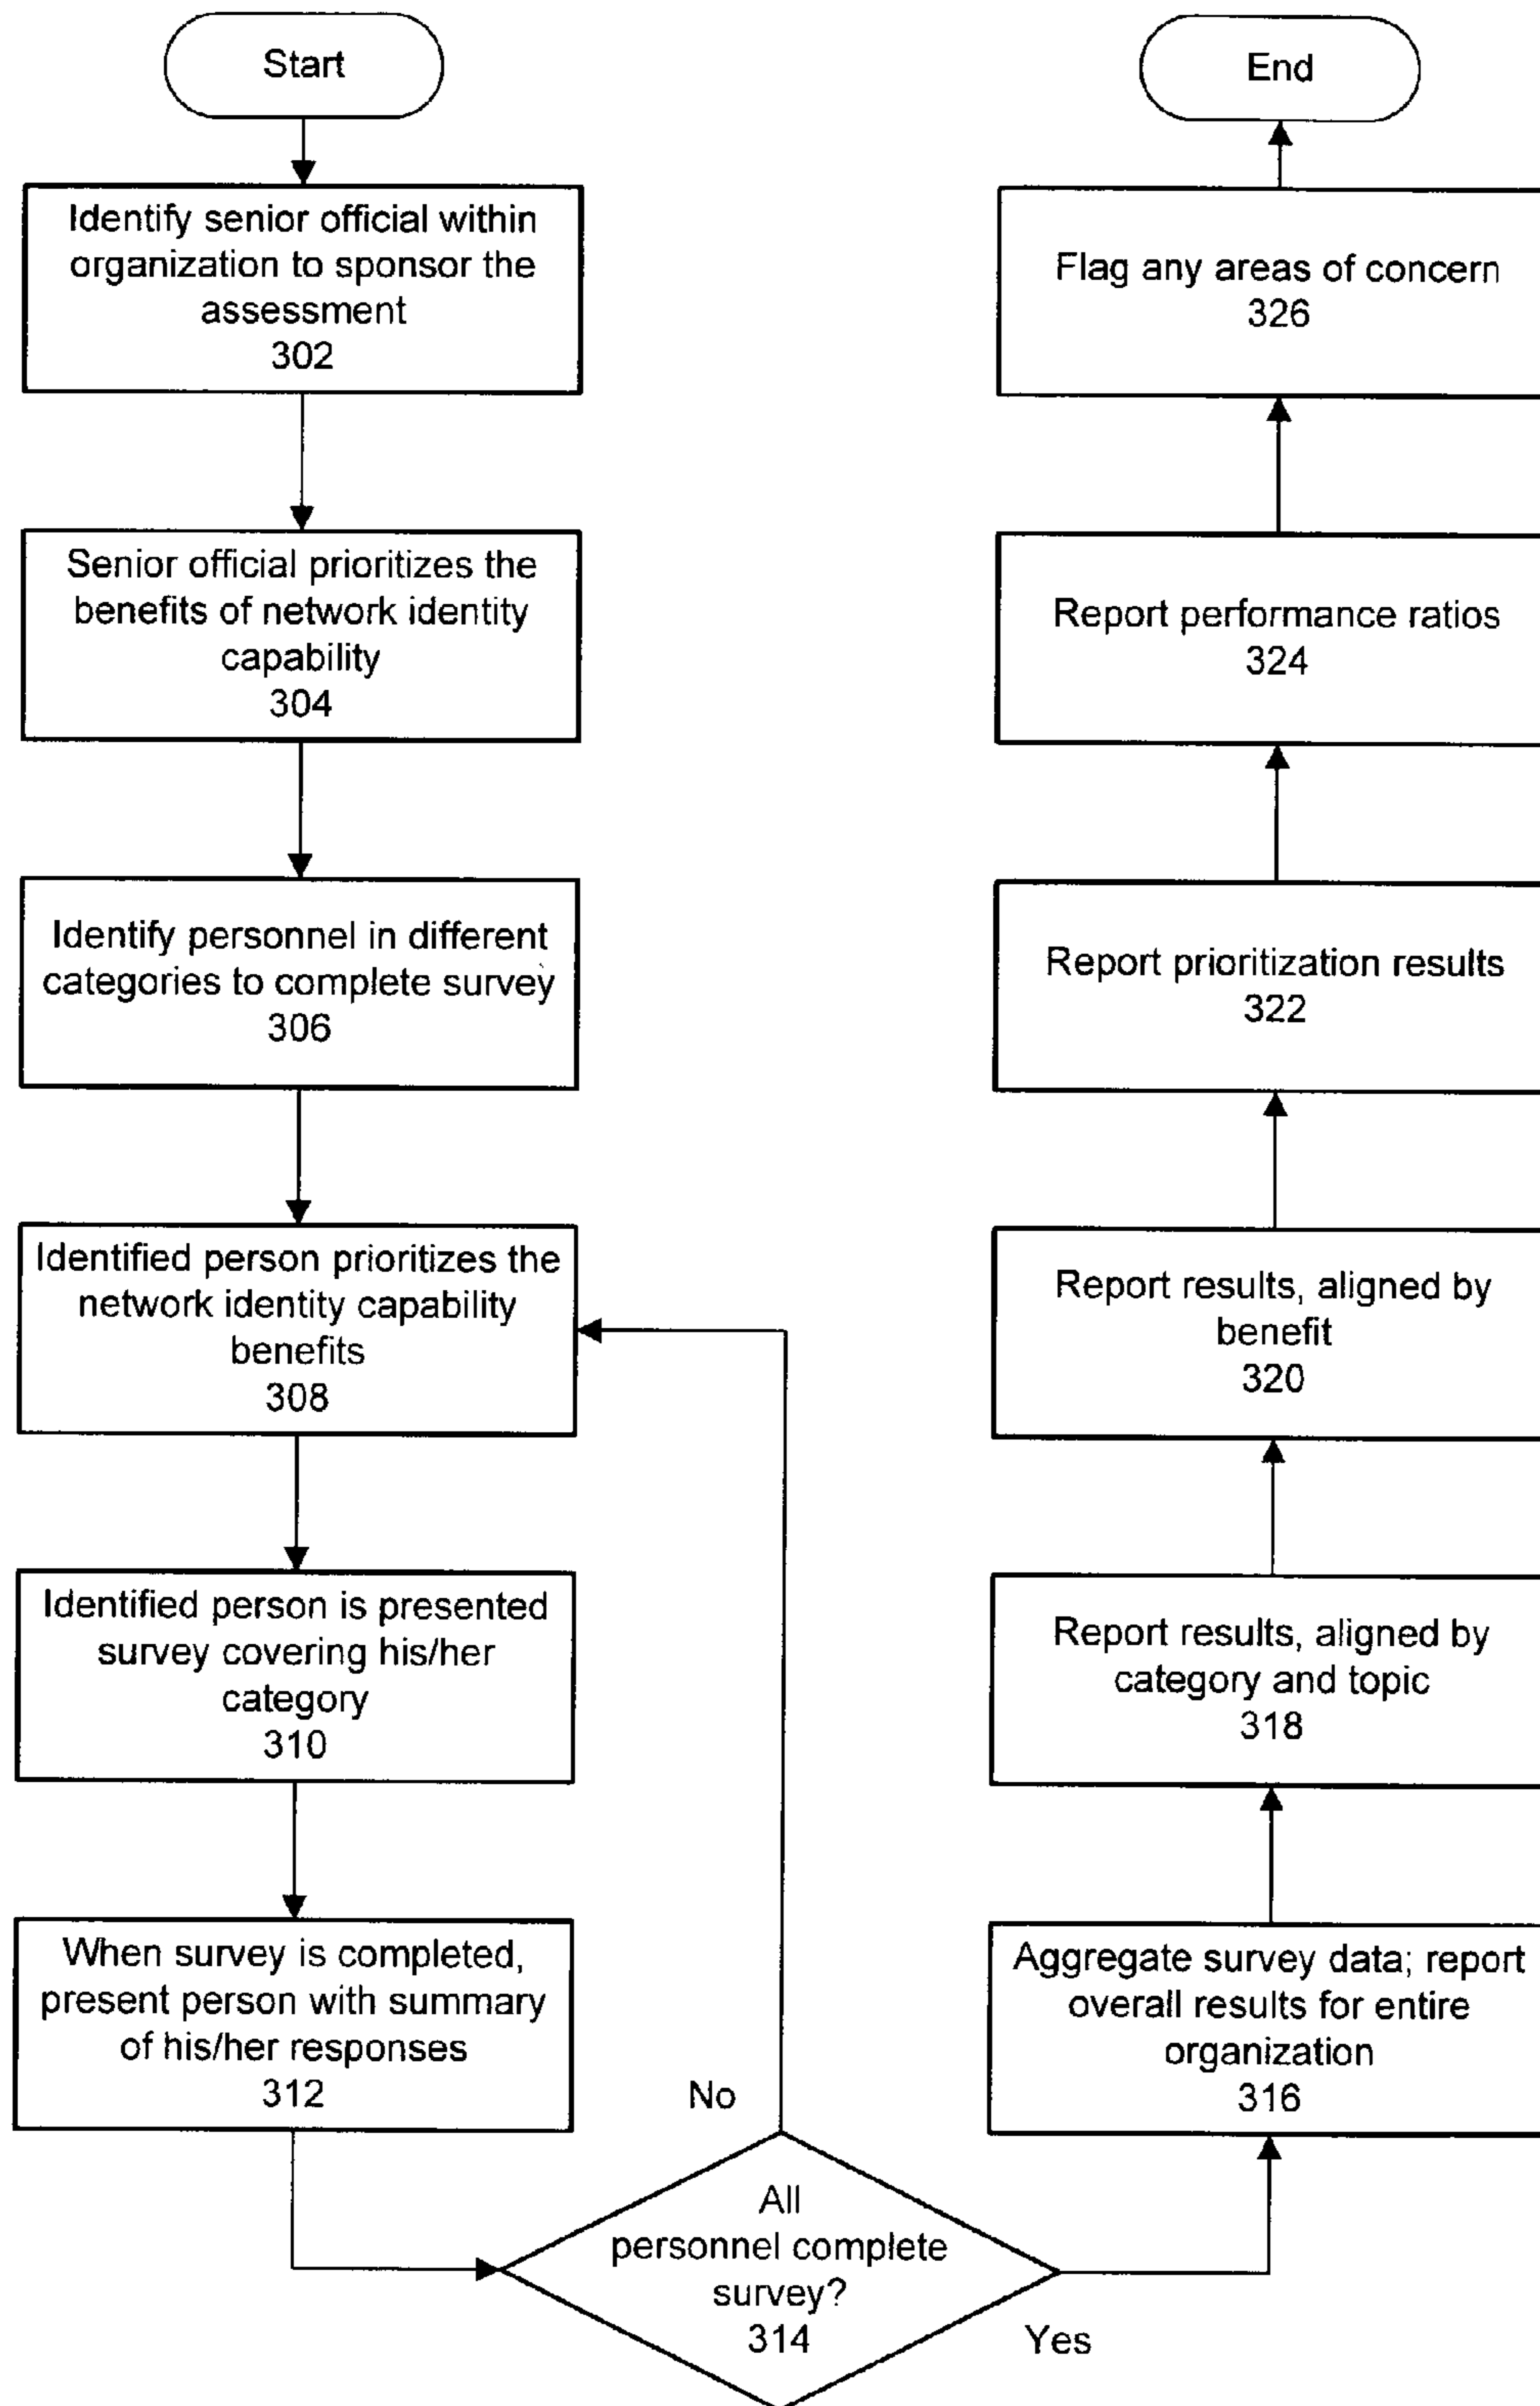 Start
Identify senior official within
organization to sponsor the
assessment
302
Senior official prioritizes the
benefits of network identity
capability
304
Identify personnel in different
categories to complete survey
306
Identified person prioritizes the
network identity capability
benefits
308
Identified person is presented
survey covering his/her
category
310
When survey is completed,
present person with summary
of his/her responses
312
All
personnel complete
survey?
314
No
Yes
Aggregate survey data; report
overall results for entire
organization
316
Report results, aligned by
category and topic
318
Report results, aligned by
benefit
320
Report prioritization results
322
Report performance ratios
324
Flag any areas of concern
326
End